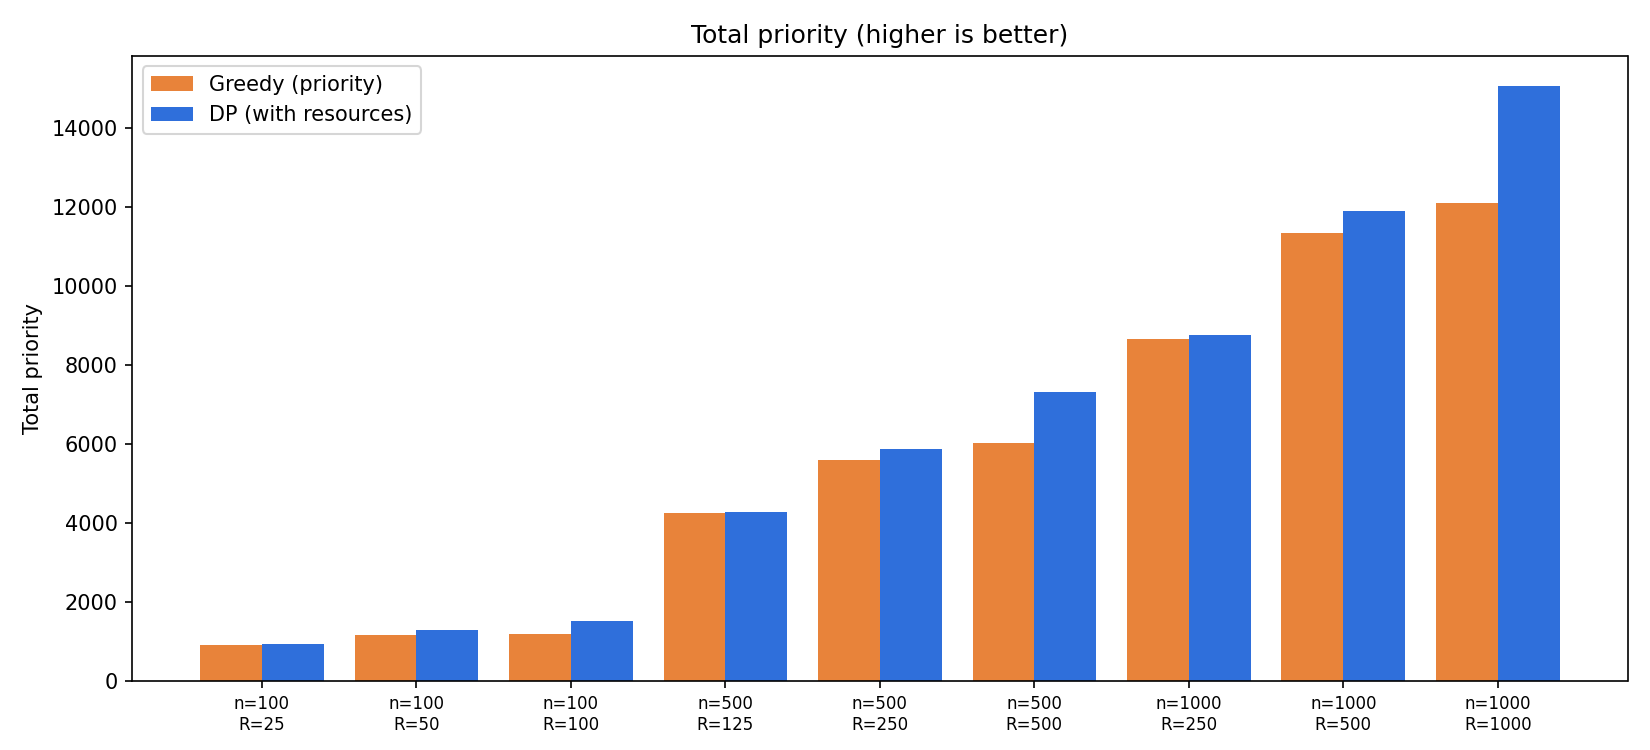 Total priority (higher is better)
Greedy (priority)
DP (with resources)
Total priority
14000
12000
10000
8000
6000
4000
2000
0
n=100 n=100 n=100 n=500 n=500 n=500 n=1000 n=1000 n=1000
R=25 R=50 R=100 R=125 R=250 R=500 R=250 R=500 R=1000